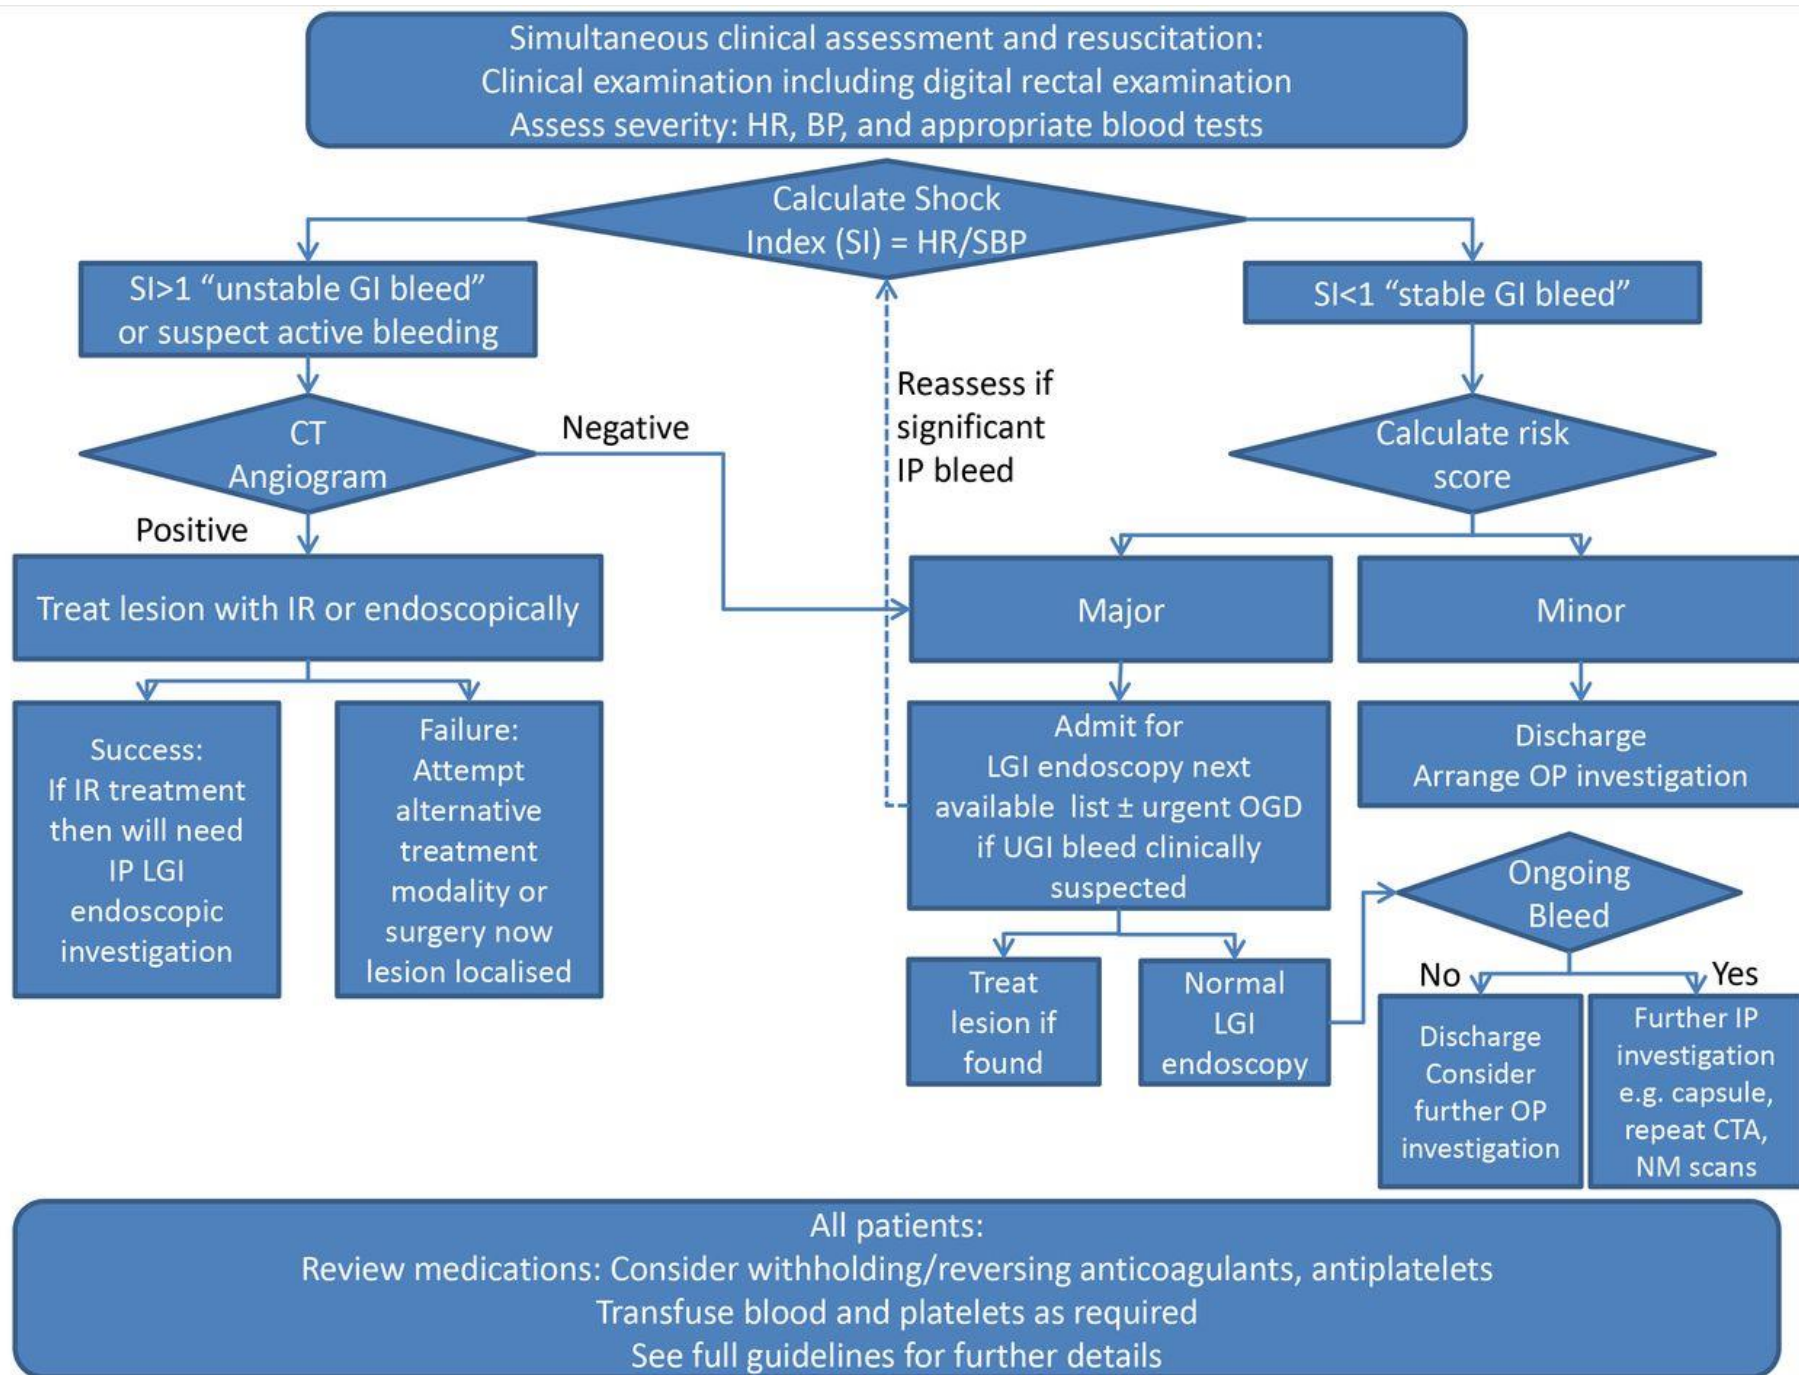 Simultaneous clinical assessment and resuscitation:
Clinical examination including digital rectal examination
Assess severity: HR, BP, and appropriate blood tests
Calculate Shock
Index (SI) = HR/SBP
SI>1 “unstable GI bleed”
or suspect active bleeding
SI<1 “stable GI bleed”
Reassess if
significant
IP bleed
CT
Angiogram
Negative
Positive
Calculate risk
score
Treat lesion with IR or endoscopically
Major
Minor
Success:
If IR treatment
then will need
IP LGI
endoscopic
investigation
Failure:
Attempt
alternative
treatment
modality or
surgery now
lesion localised
Admit for
LGI endoscopy next
available list ± urgent OGD
if UGI bleed clinically
suspected
Discharge
Arrange OP investigation
Ongoing
Bleed
Treat
lesion if
found
Normal
LGI
endoscopy
No
Yes
Discharge
Consider
further OP
investigation
Further IP
investigation
e.g. capsule,
repeat CTA,
NM scans
All patients:
Review medications: Consider withholding/reversing anticoagulants, antiplatelets
Transfuse blood and platelets as required
See full guidelines for further details